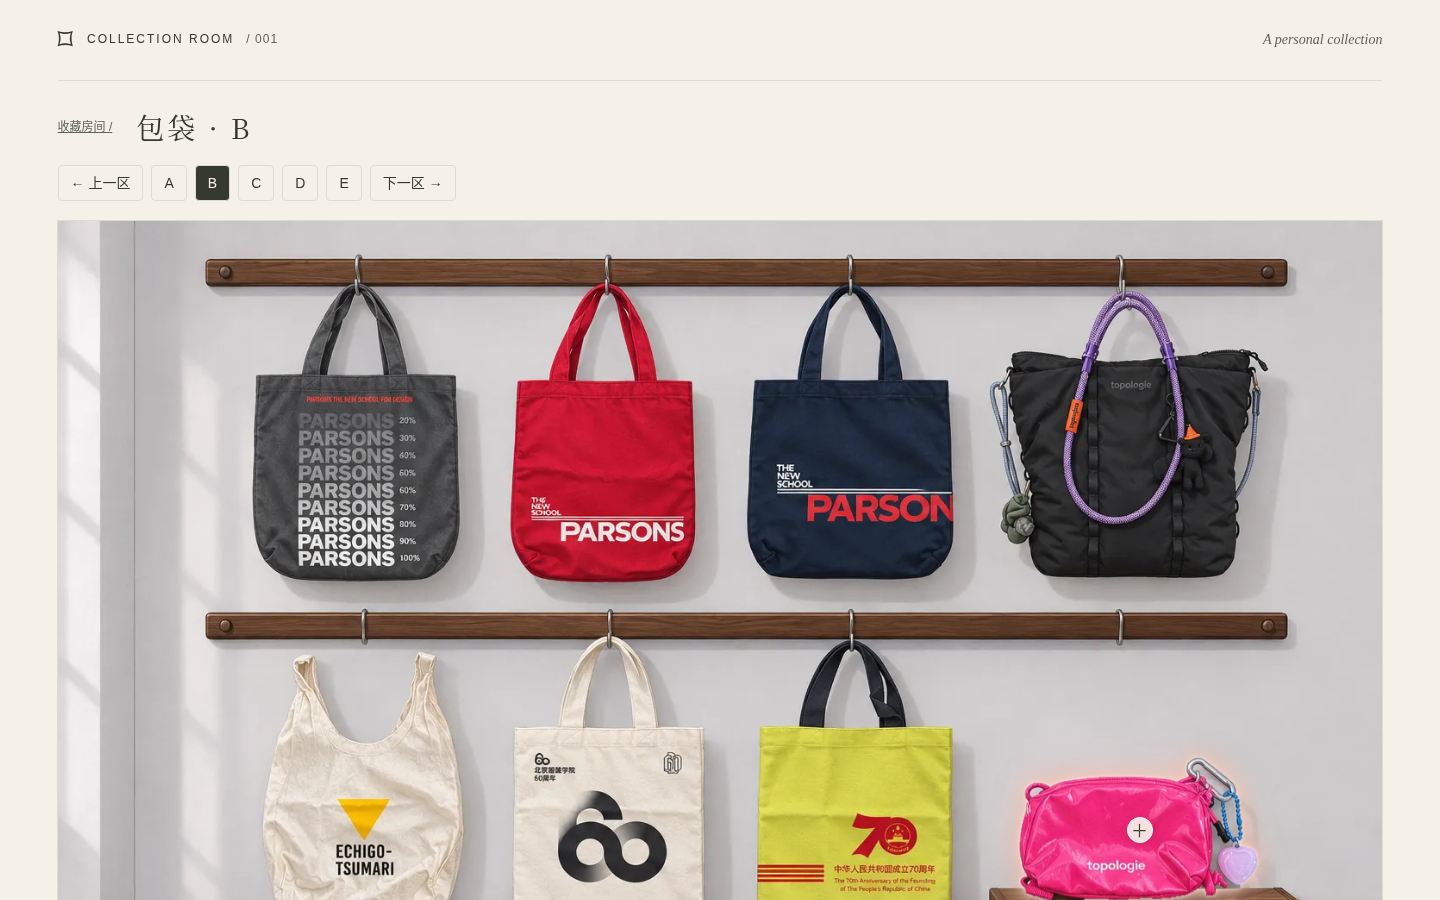 COLLECTION ROOM / 001
A personal collection
收藏房间 /
包袋 · B
← 上一区
A
B
C
D
E
下一区 →
PARSONS THE NEW SCHOOL FOR DESIGN
PARSONS 20%
PARSONS 30%
PARSONS 40%
PARSONS 60%
PARSONS 60%
PARSONS 70%
PARSONS 80%
PARSONS 90%
PARSONS 100%
THE
NEW
SCHOOL
PARSONS
THE
NEW
SCHOOL
PARSON
topologie
topologie
60
北京服装学院
60周年
60
60
ECHIGO-
TSUMARI
70
中华人民共和国成立70周年
The 70th Anniversary of the Founding
of The People's Republic of China
topologie